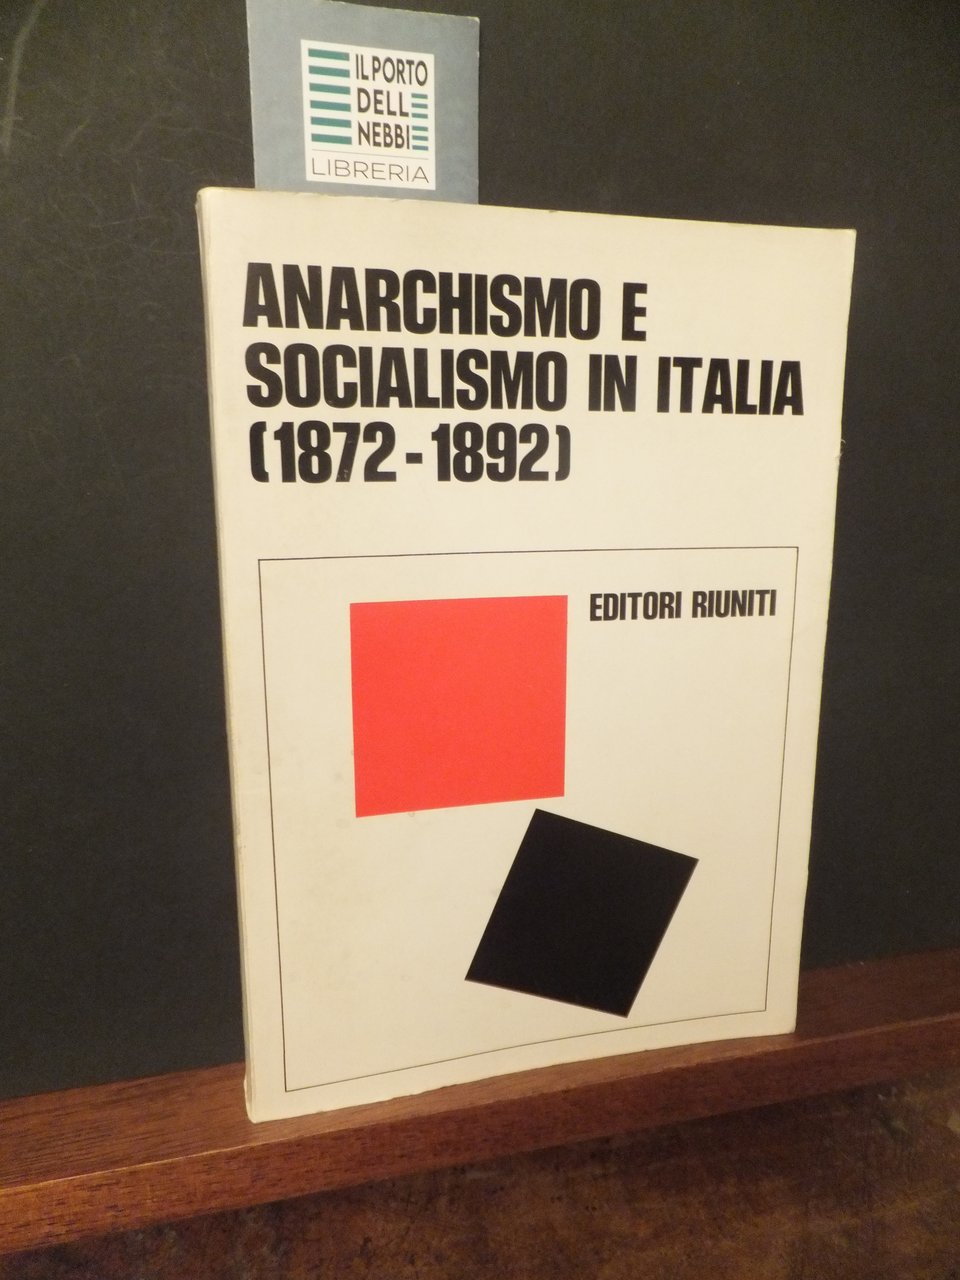 IL PORTO
DELL
NEBBI
LIBRERIA
ANARCHISMO E
SOCIALISMO IN ITALIA
(1872-1892)
EDITORI RIUNITI